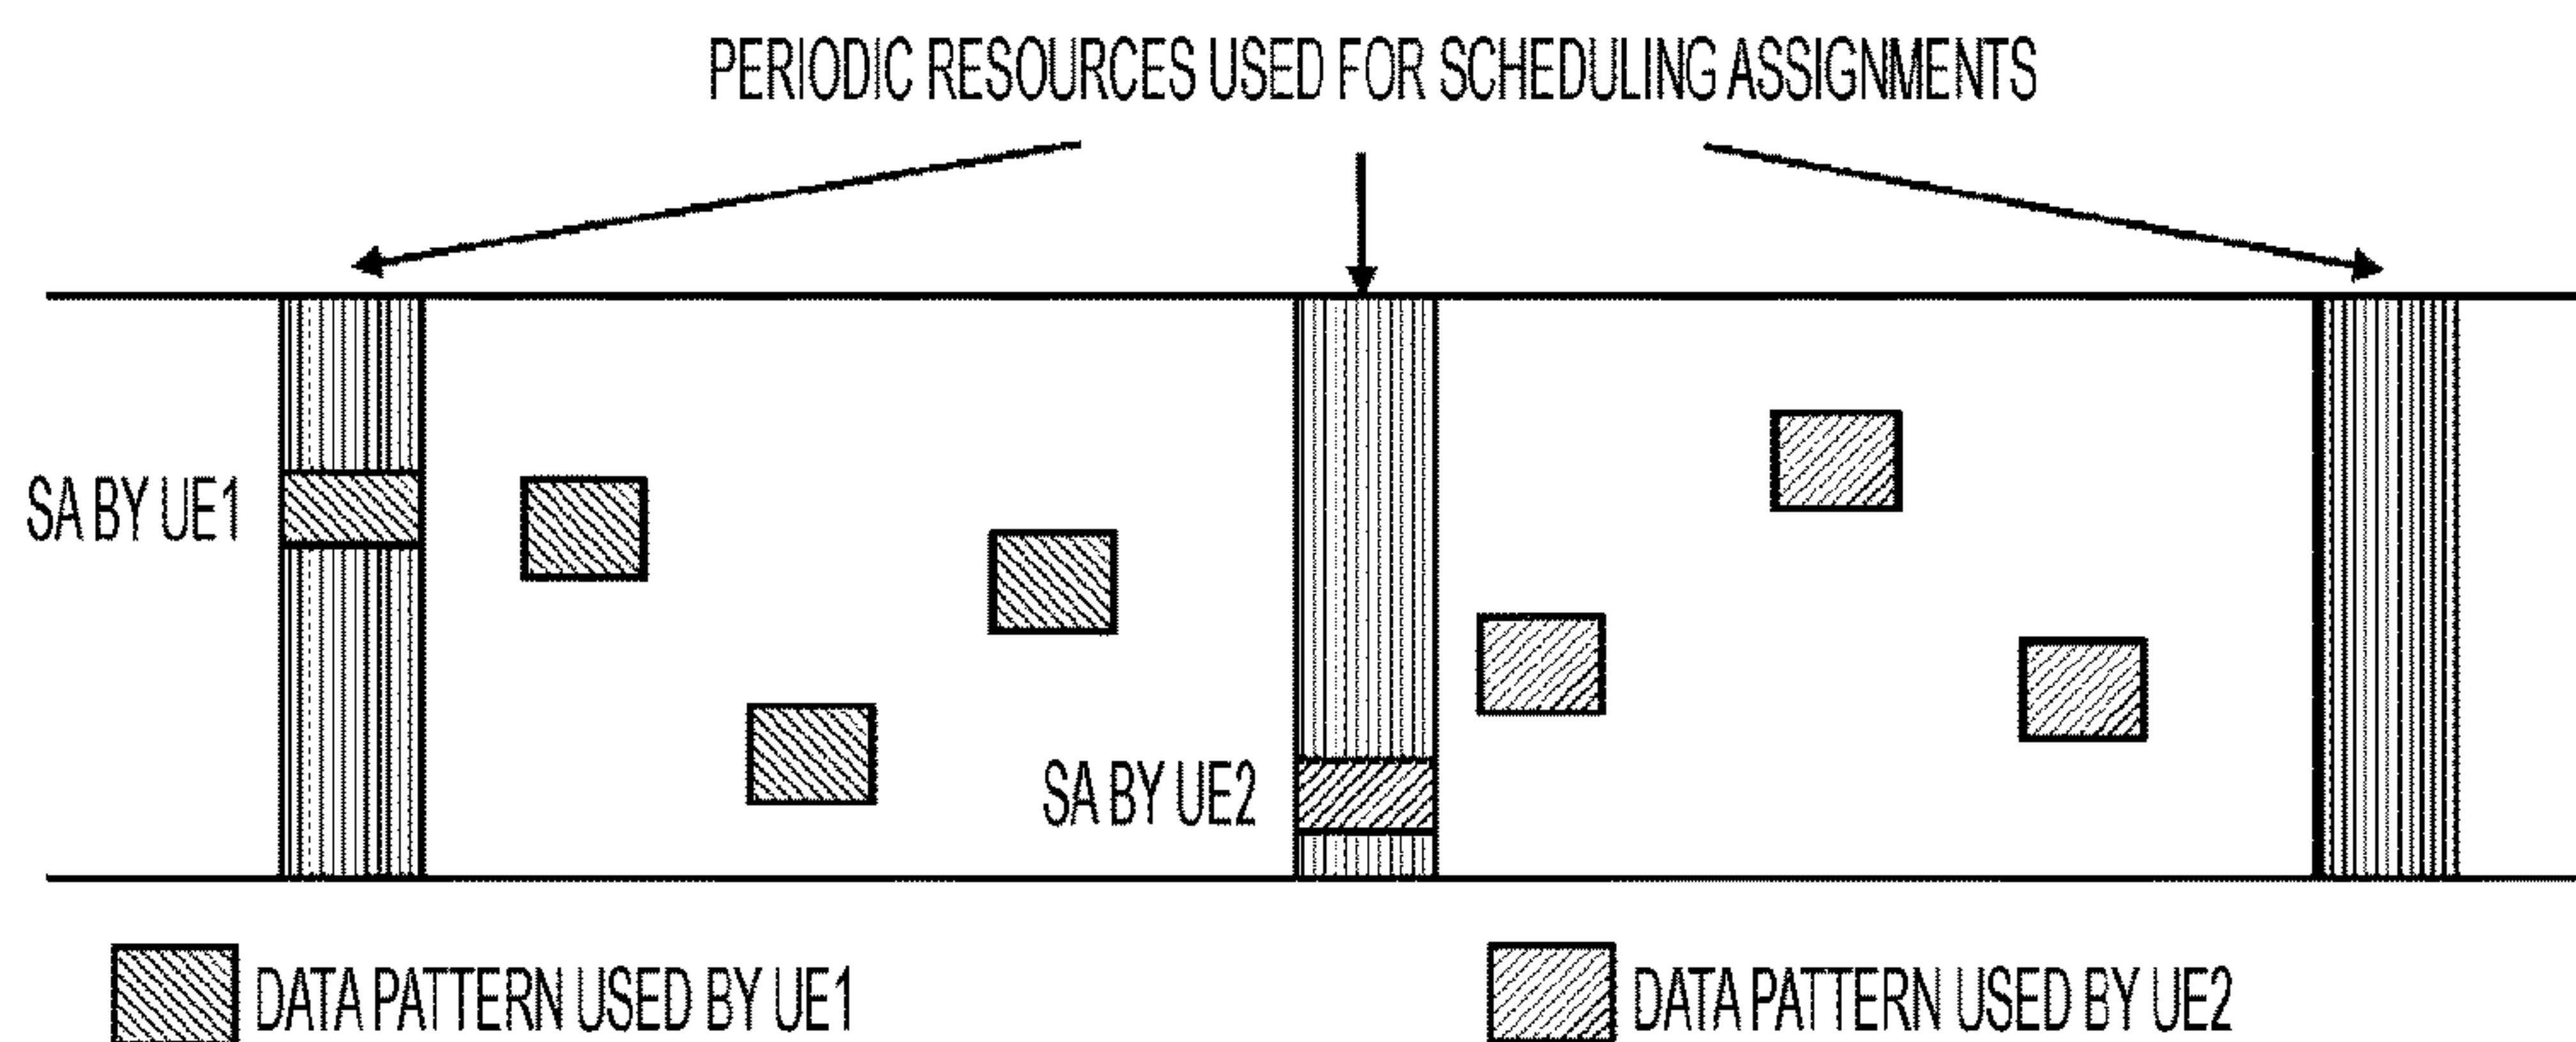 PERIODIC RESOURCES USED FOR SCHEDULING ASSIGNMENTS
SA BY UE1
SA BY UE2
DATA PATTERN USED BY UE1
DATA PATTERN USED BY UE2